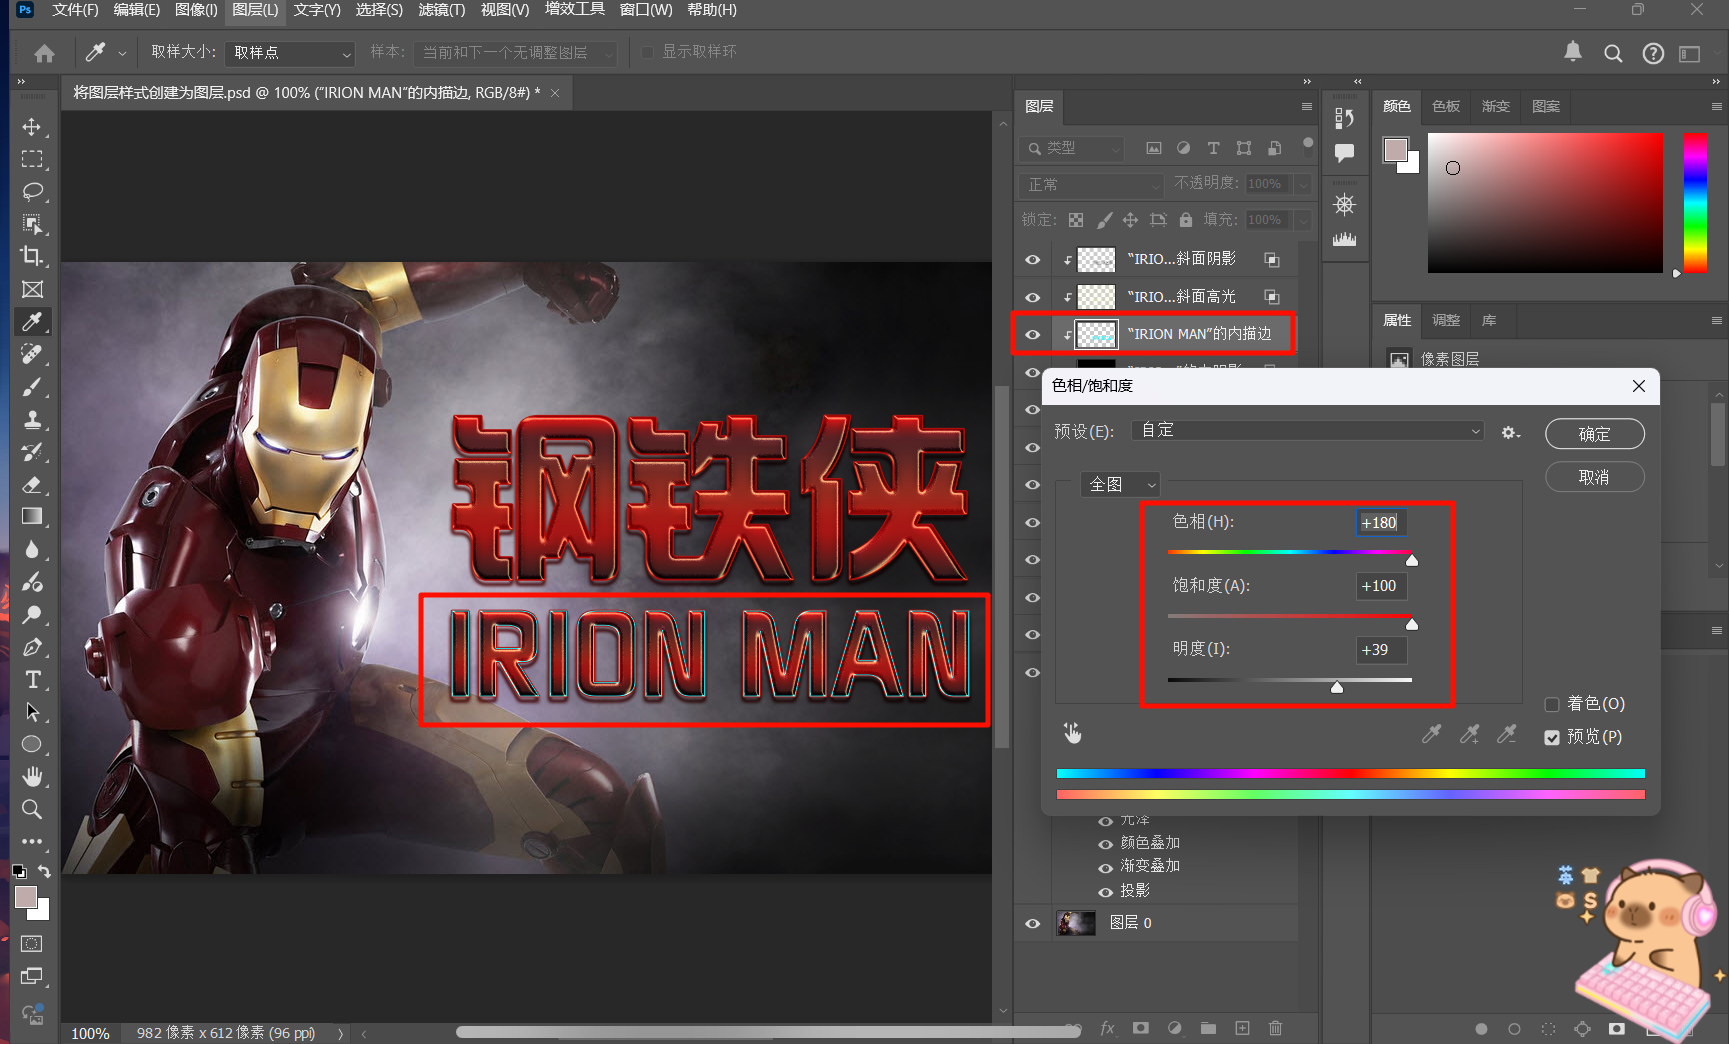 Ps 文件(F) 编辑(E) 图像(I) 图层(L) 文字(Y) 选择(S) 滤镜(T) 视图(V) 增效工具 窗口(W) 帮助(H)
取样大小: 取样点 样本: 当前和下一个无调整图层 显示取样环
将图层样式创建为图层.psd @ 100% ("IRION MAN"的内描边, RGB/8#) *
图层
类型
正常 不透明度: 100%
锁定: 填充: 100%
"IRIO...斜面阴影
"IRIO...斜面高光
"IRION MAN"的内描边
颜色 色板 渐变 图案
属性 调整 库
像素图层
色相/饱和度
预设(E): 自定
确定
取消
全图
色相(H): +180
饱和度(A): +100
明度(I): +39
着色(O)
预览(P)
钢铁侠
IRION MAN
光泽
颜色叠加
渐变叠加
投影
图层 0
fx
英
S
100% 982 像素 x 612 像素 (96 ppi)